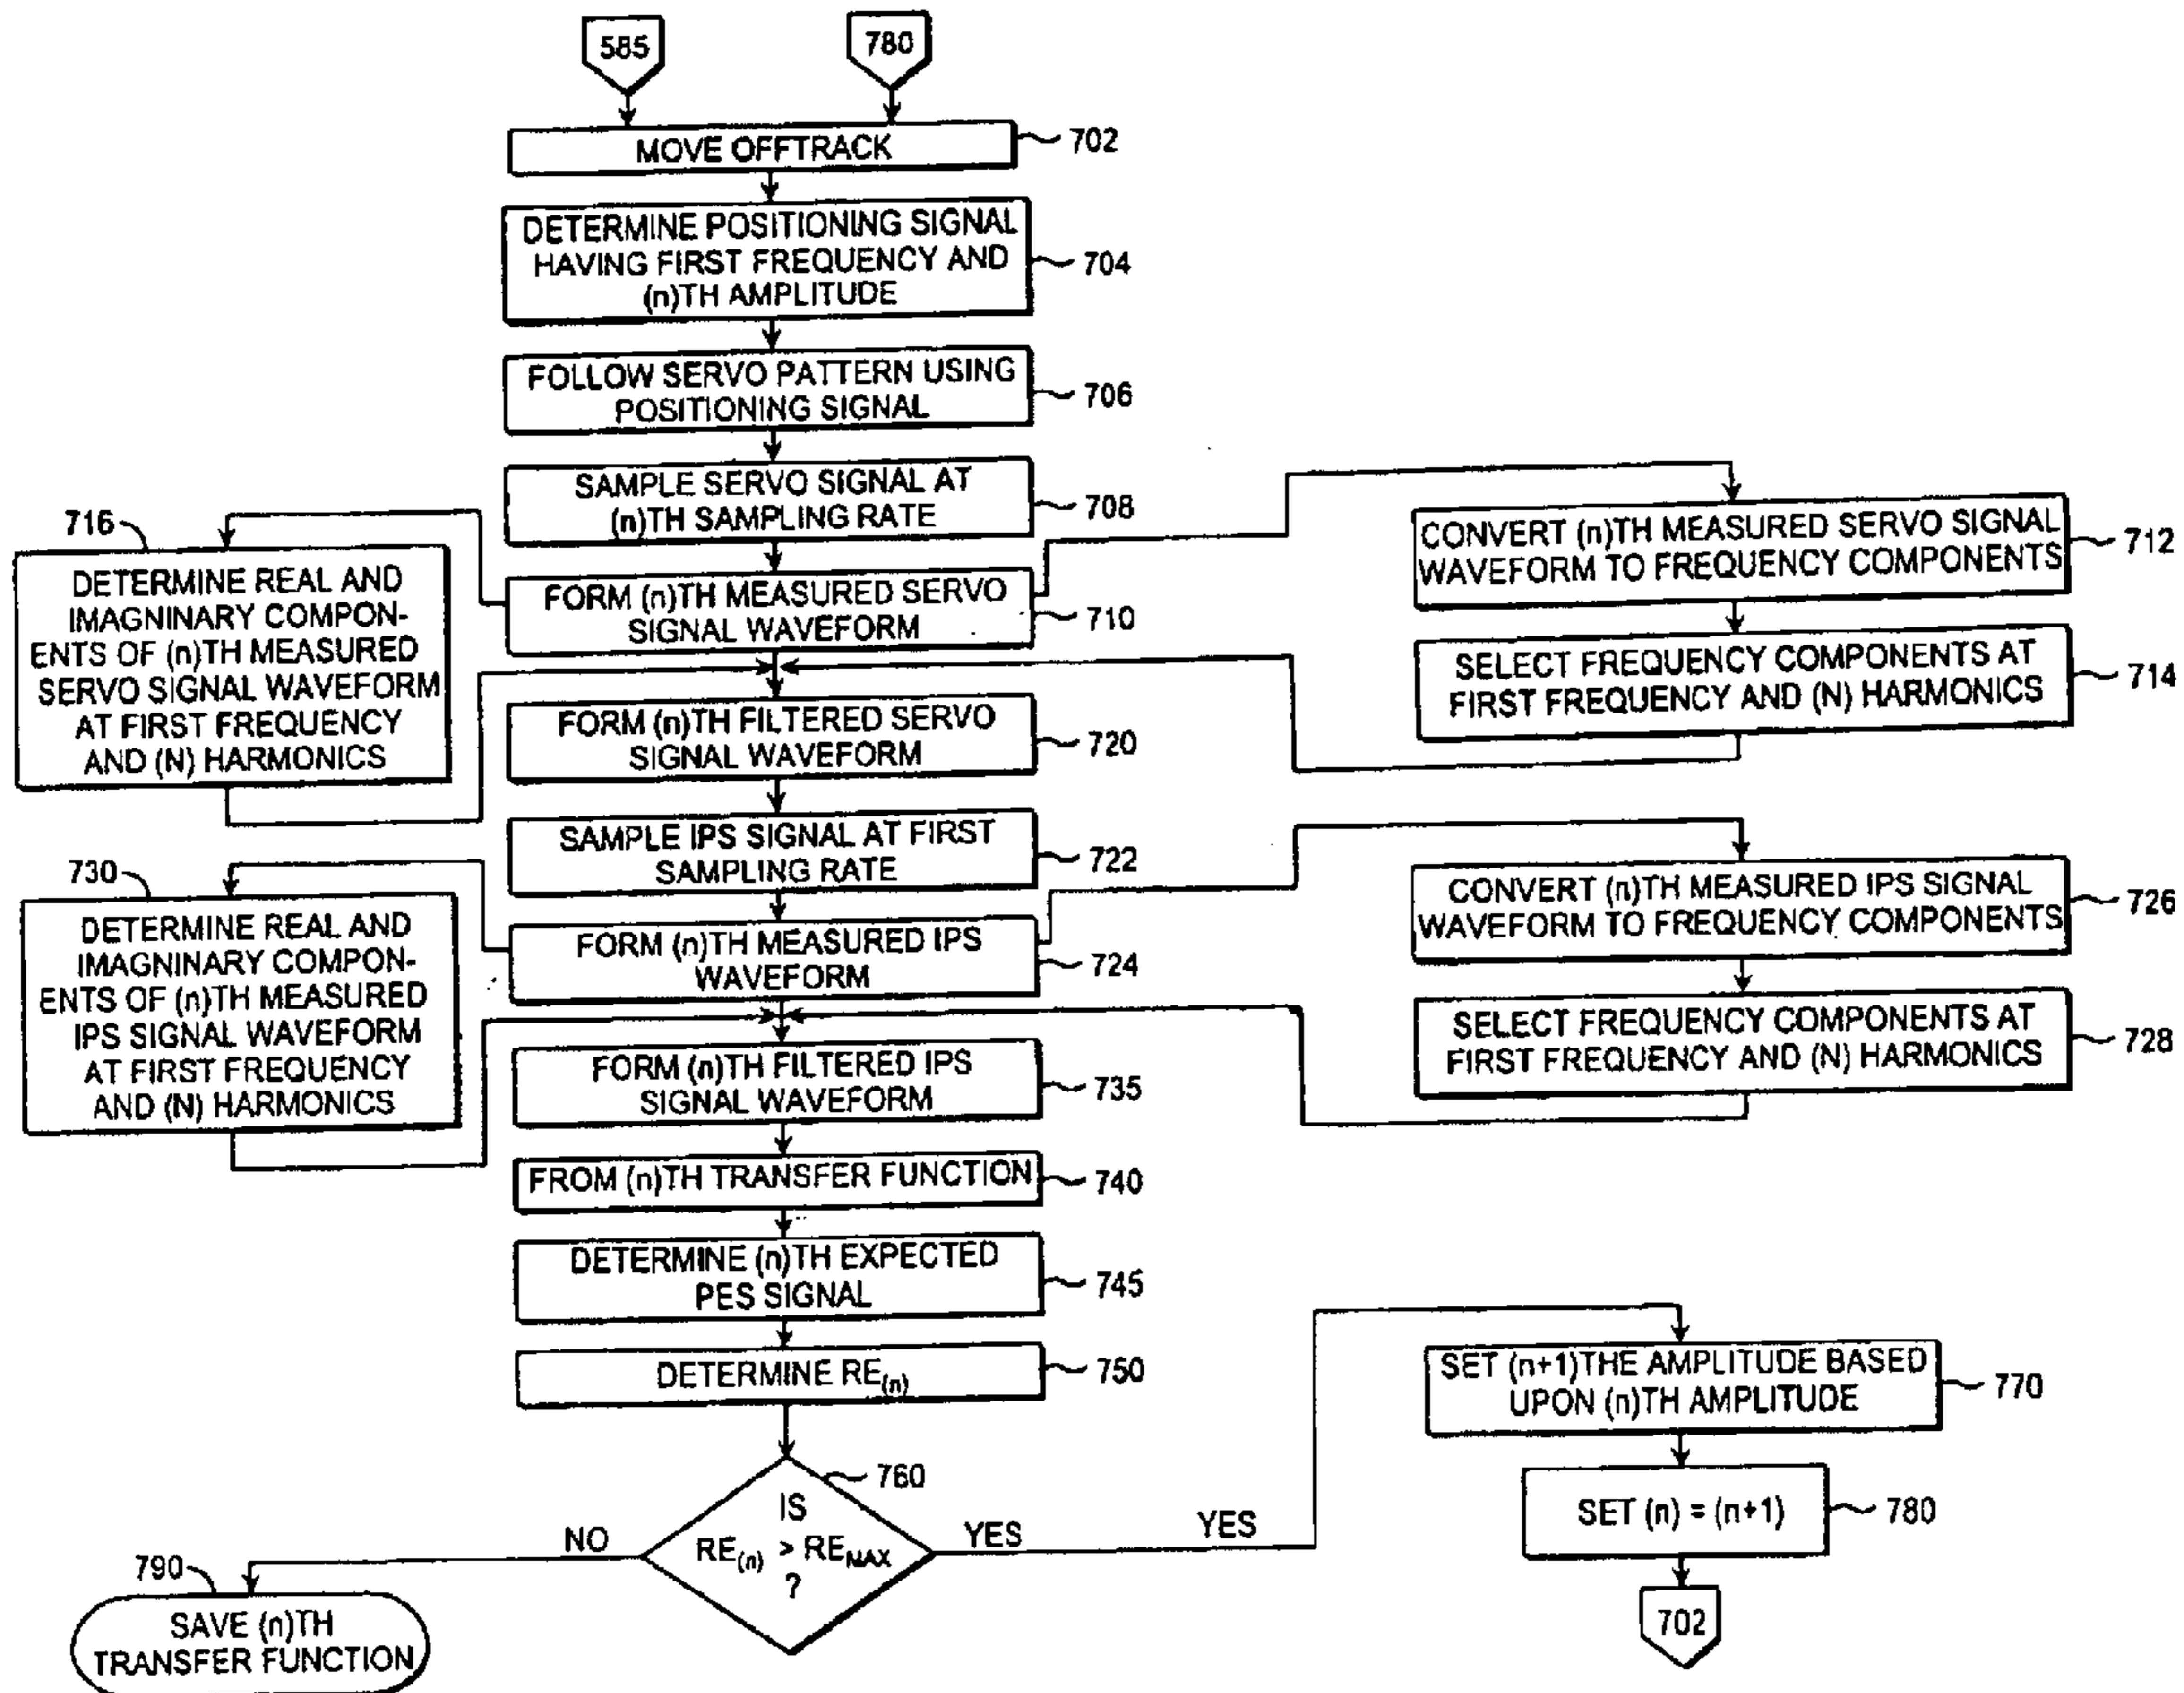 585
780
MOVE OFFTRACK
702
DETERMINE POSITIONING SIGNAL
HAVING FIRST FREQUENCY AND
(n)TH AMPLITUDE
704
FOLLOW SERVO PATTERN USING
POSITIONING SIGNAL
706
SAMPLE SERVO SIGNAL AT
(n)TH SAMPLING RATE
708
FORM (n)TH MEASURED SERVO
SIGNAL WAVEFORM
710
CONVERT (n)TH MEASURED SERVO SIGNAL
WAVEFORM TO FREQUENCY COMPONENTS
712
SELECT FREQUENCY COMPONENTS AT
FIRST FREQUENCY AND (N) HARMONICS
714
716
DETERMINE REAL AND
IMAGNINARY COMPON-
ENTS OF (n)TH MEASURED
SERVO SIGNAL WAVEFORM
AT FIRST FREQUENCY
AND (N) HARMONICS
FORM (n)TH FILTERED SERVO
SIGNAL WAVEFORM
720
SAMPLE IPS SIGNAL AT FIRST
SAMPLING RATE
722
FORM (n)TH MEASURED IPS
WAVEFORM
724
CONVERT (n)TH MEASURED IPS SIGNAL
WAVEFORM TO FREQUENCY COMPONENTS
726
SELECT FREQUENCY COMPONENTS AT
FIRST FREQUENCY AND (N) HARMONICS
728
730
DETERMINE REAL AND
IMAGNINARY COMPON-
ENTS OF (n)TH MEASURED
IPS SIGNAL WAVEFORM
AT FIRST FREQUENCY
AND (N) HARMONICS
FORM (n)TH FILTERED IPS
SIGNAL WAVEFORM
735
FROM (n)TH TRANSFER FUNCTION
740
DETERMINE (n)TH EXPECTED
PES SIGNAL
745
DETERMINE RE(n)
750
760
IS
RE(n) > REMAX
?
NO
YES
YES
SET (n+1)THE AMPLITUDE BASED
UPON (n)TH AMPLITUDE
770
SET (n) = (n+1)
780
702
790
SAVE (n)TH
TRANSFER FUNCTION